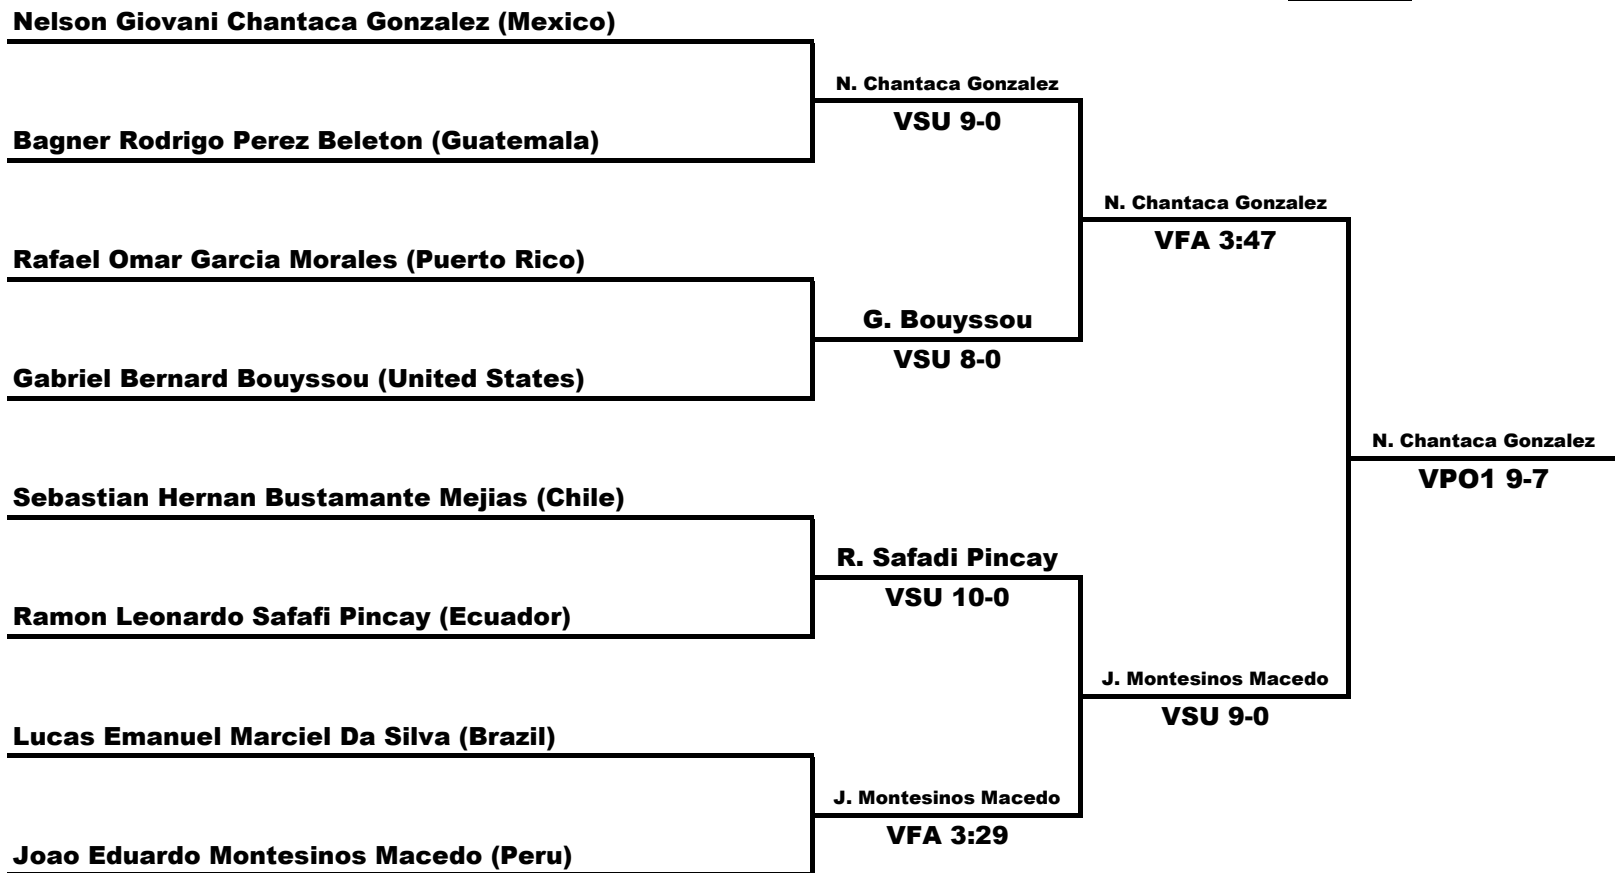 Nelson Giovani Chantaca Gonzalez (Mexico)
N. Chantaca Gonzalez
VSU 9-0
Bagner Rodrigo Perez Beleton (Guatemala)
N. Chantaca Gonzalez
VFA 3:47
Rafael Omar Garcia Morales (Puerto Rico)
G. Bouyssou
VSU 8-0
Gabriel Bernard Bouyssou (United States)
N. Chantaca Gonzalez
VPO1 9-7
Sebastian Hernan Bustamante Mejias (Chile)
R. Safadi Pincay
VSU 10-0
Ramon Leonardo Safafi Pincay (Ecuador)
J. Montesinos Macedo
VSU 9-0
Lucas Emanuel Marciel Da Silva (Brazil)
J. Montesinos Macedo
VFA 3:29
Joao Eduardo Montesinos Macedo (Peru)